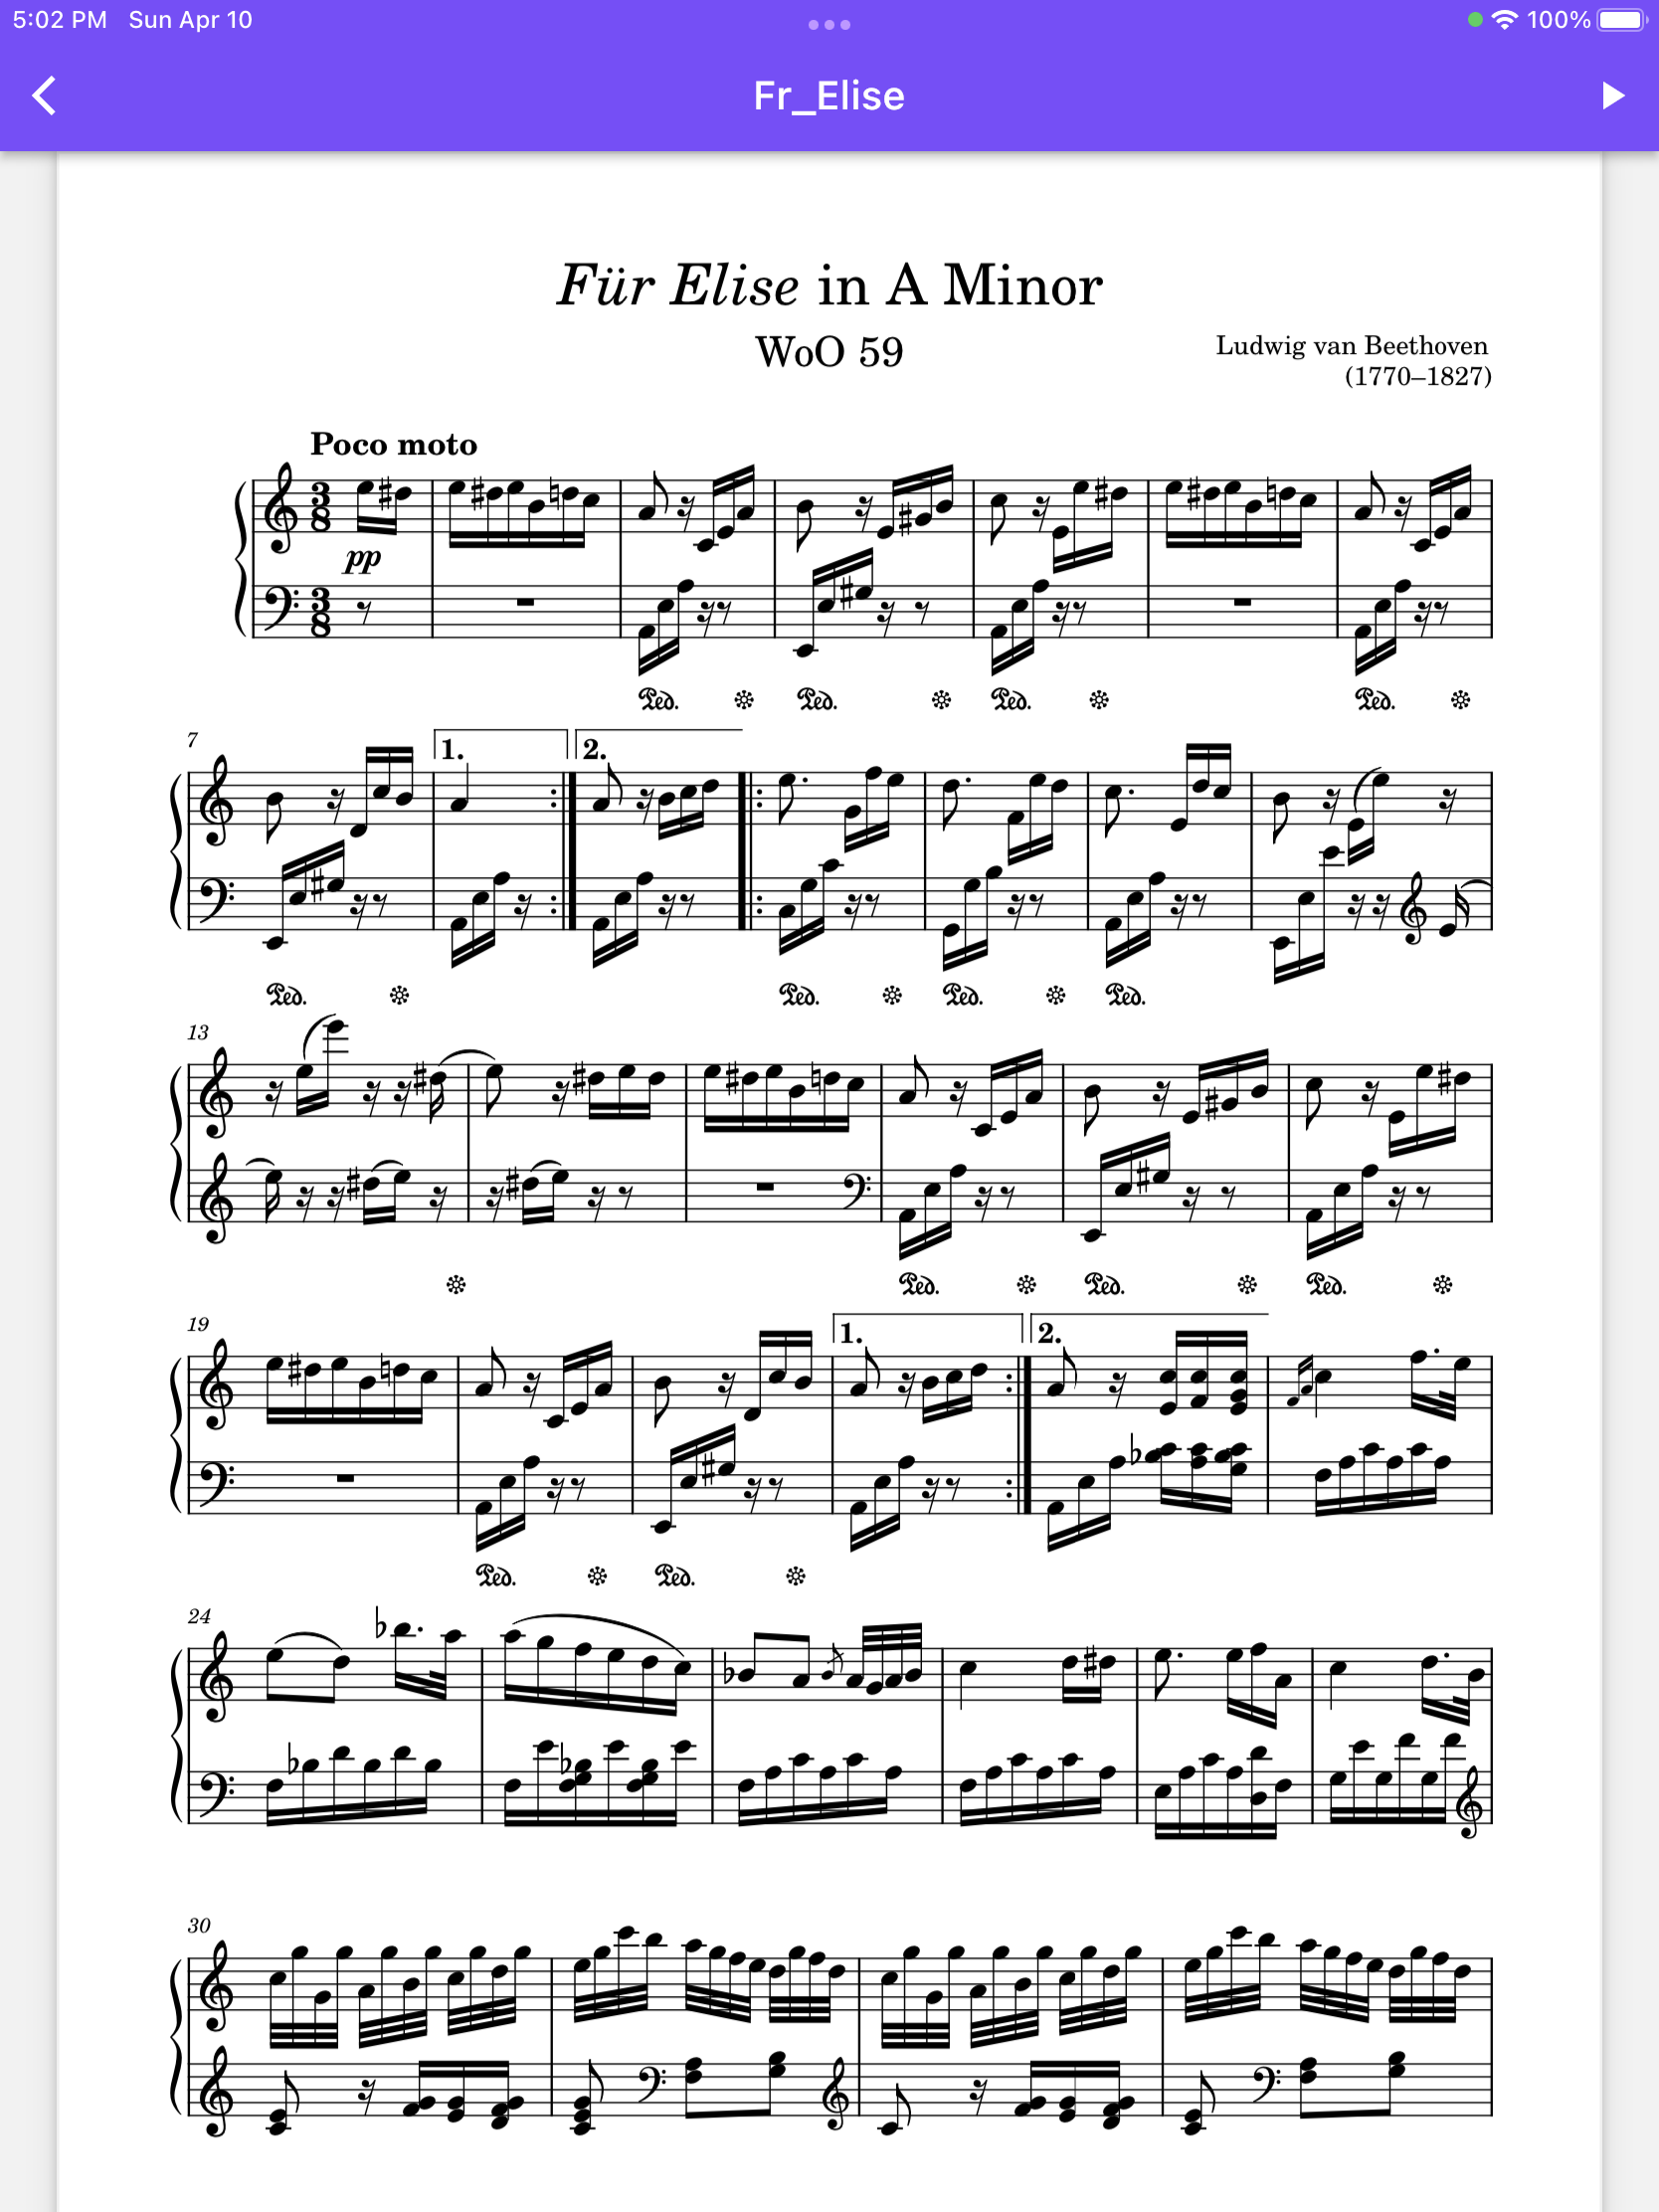 5:02 PM Sun Apr 10 100%
Fr_Elise
Für Elise in A Minor
WoO 59
Ludwig van Beethoven
(1770–1827)
Poco moto
3 8
pp
3 8
Ped. Ped. Ped. Ped.
7
1. 2.
Ped. Ped. Ped. Ped.
13
Ped. Ped. Ped.
19
1. 2.
Ped. Ped.
24
30